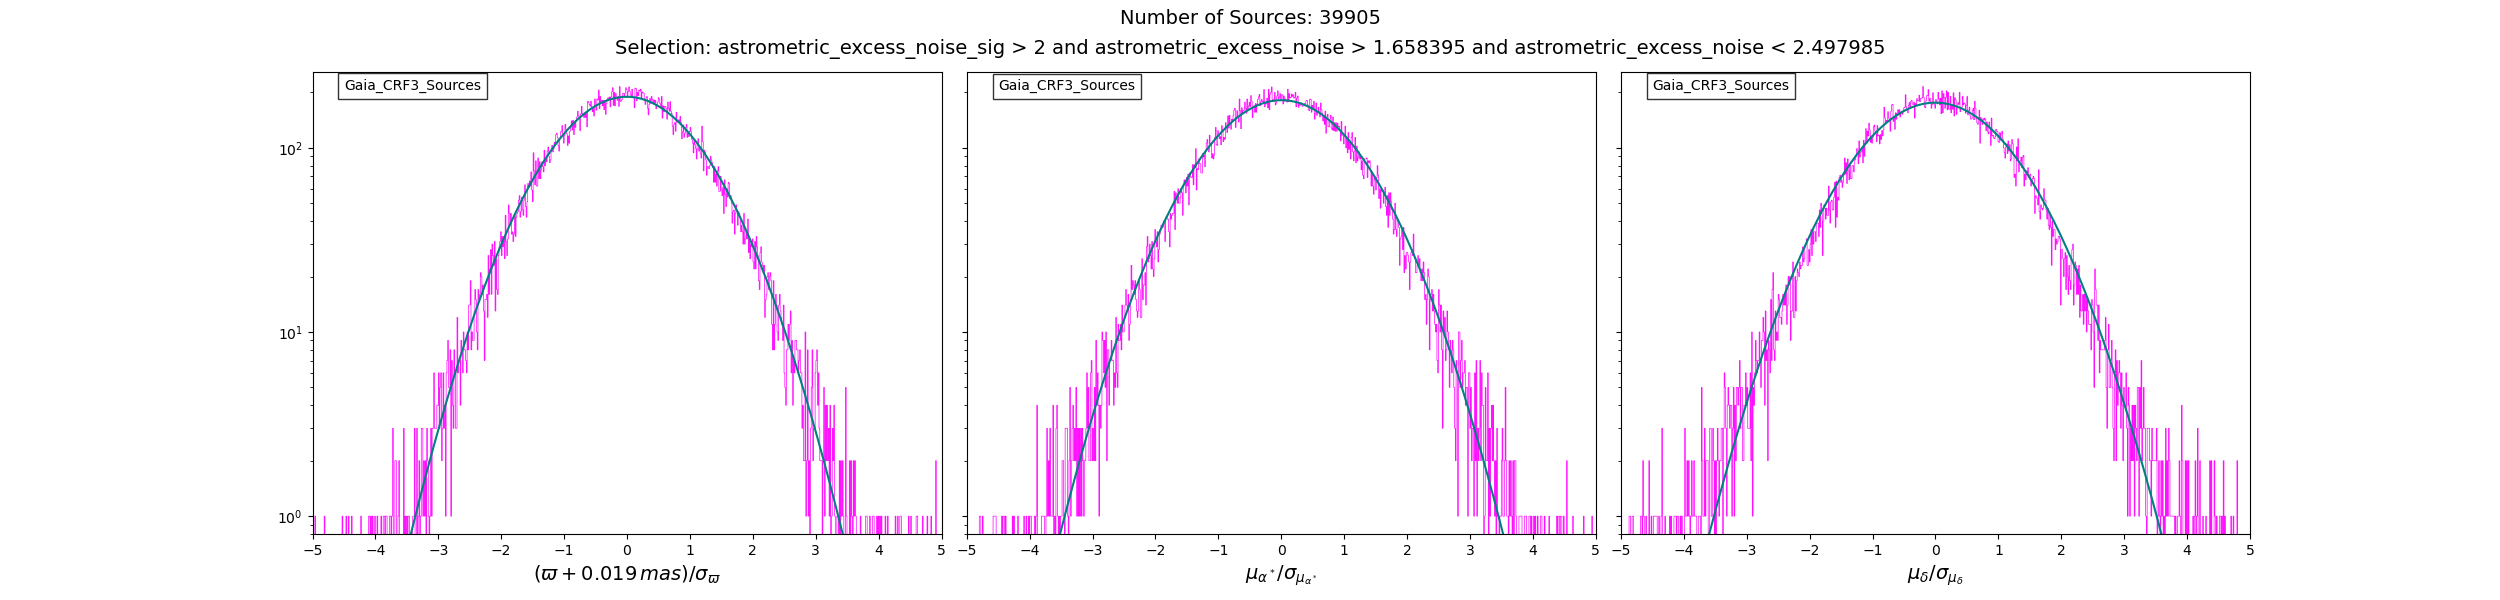 Number of Sources: 39905
Selection: astrometric_excess_noise_sig > 2 and astrometric_excess_noise > 1.658395 and astrometric_excess_noise < 2.497985
Gaia_CRF3_Sources Gaia_CRF3_Sources Gaia_CRF3_Sources
10²
10¹
10⁰
−5 −4 −3 −2 −1 0 1 2 3 4 5 −5 −4 −3 −2 −1 0 1 2 3 4 5 −5 −4 −3 −2 −1 0 1 2 3 4 5
(ϖ + 0.019 mas)/σ_ϖ μ_α*/σ_μ_α* μ_δ/σ_μ_δ